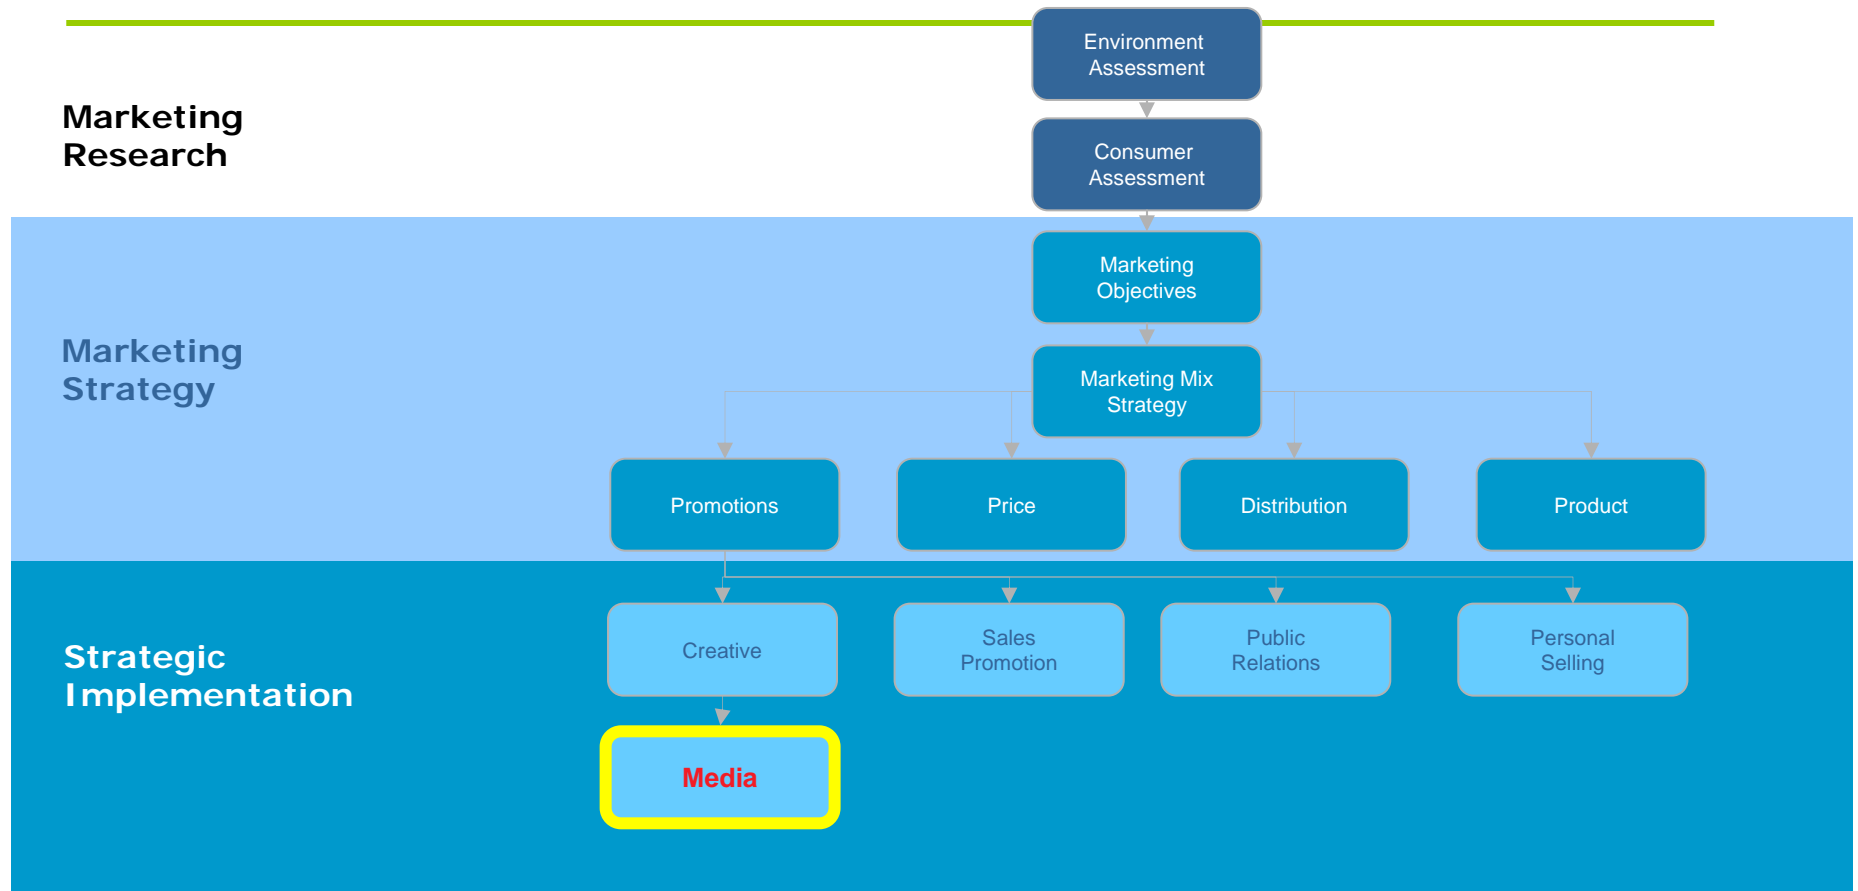 Environment
Assessment
Marketing
Research
Consumer
Assessment
Marketing
Objectives
Marketing
Strategy
Marketing Mix
Strategy
Promotions
Price
Distribution
Product
Strategic
Implementation
Creative
Sales
Promotion
Public
Relations
Personal
Selling
Media